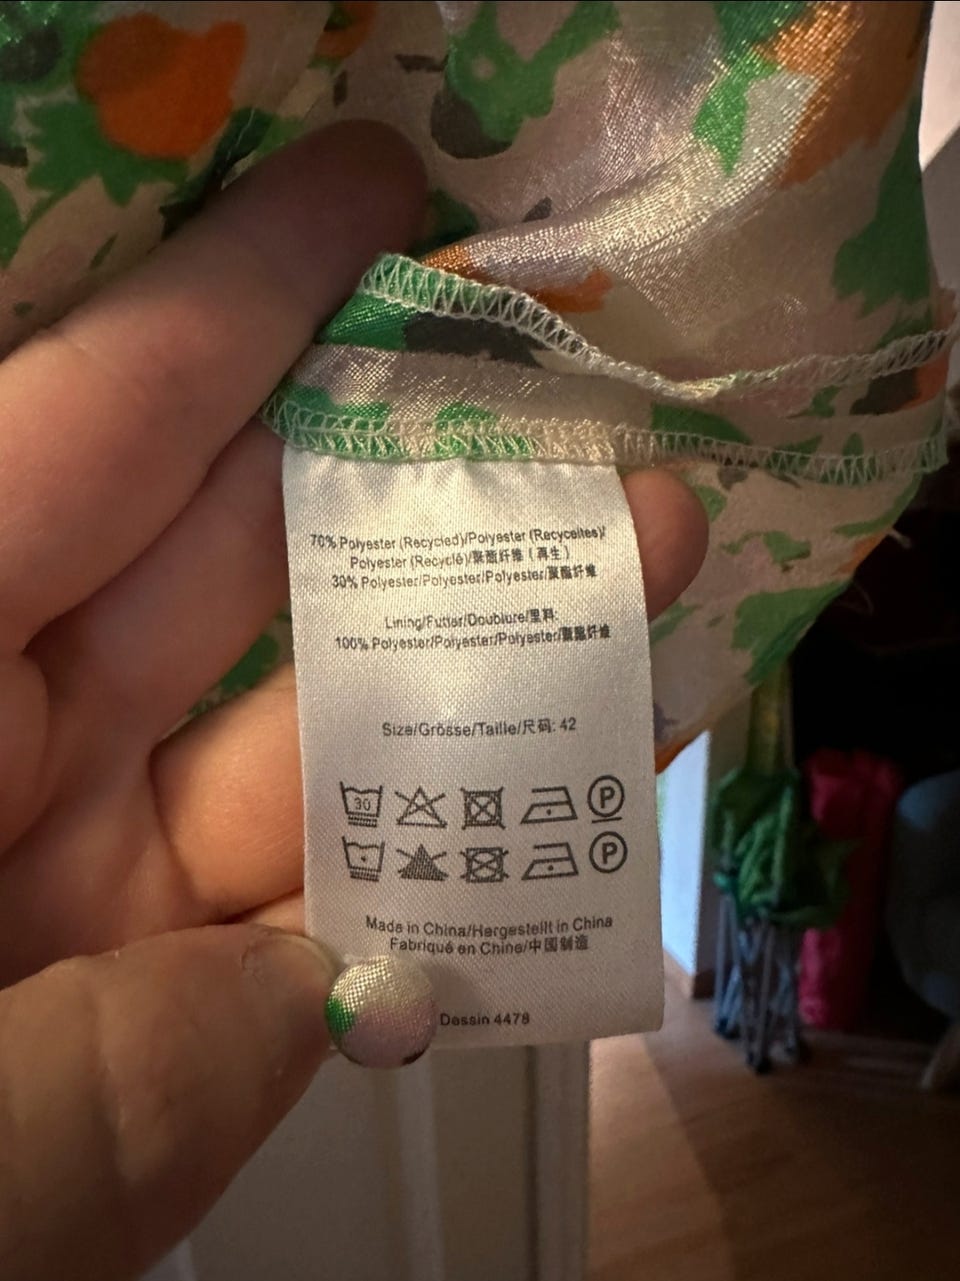 70% Polyester (Recycled)/Polyester (Recyceltes)/
Polyester (Recyclé)/聚酯纤维 (再生)
30% Polyester/Polyester/Polyester/聚酯纤维
Lining/Futter/Doublure/里料:
100% Polyester/Polyester/Polyester/聚酯纤维
Size/Grösse/Taille/尺码: 42
30 P
P
Made in China/Hergestellt in China
Fabriqué en Chine/中国制造
Dessin 4478